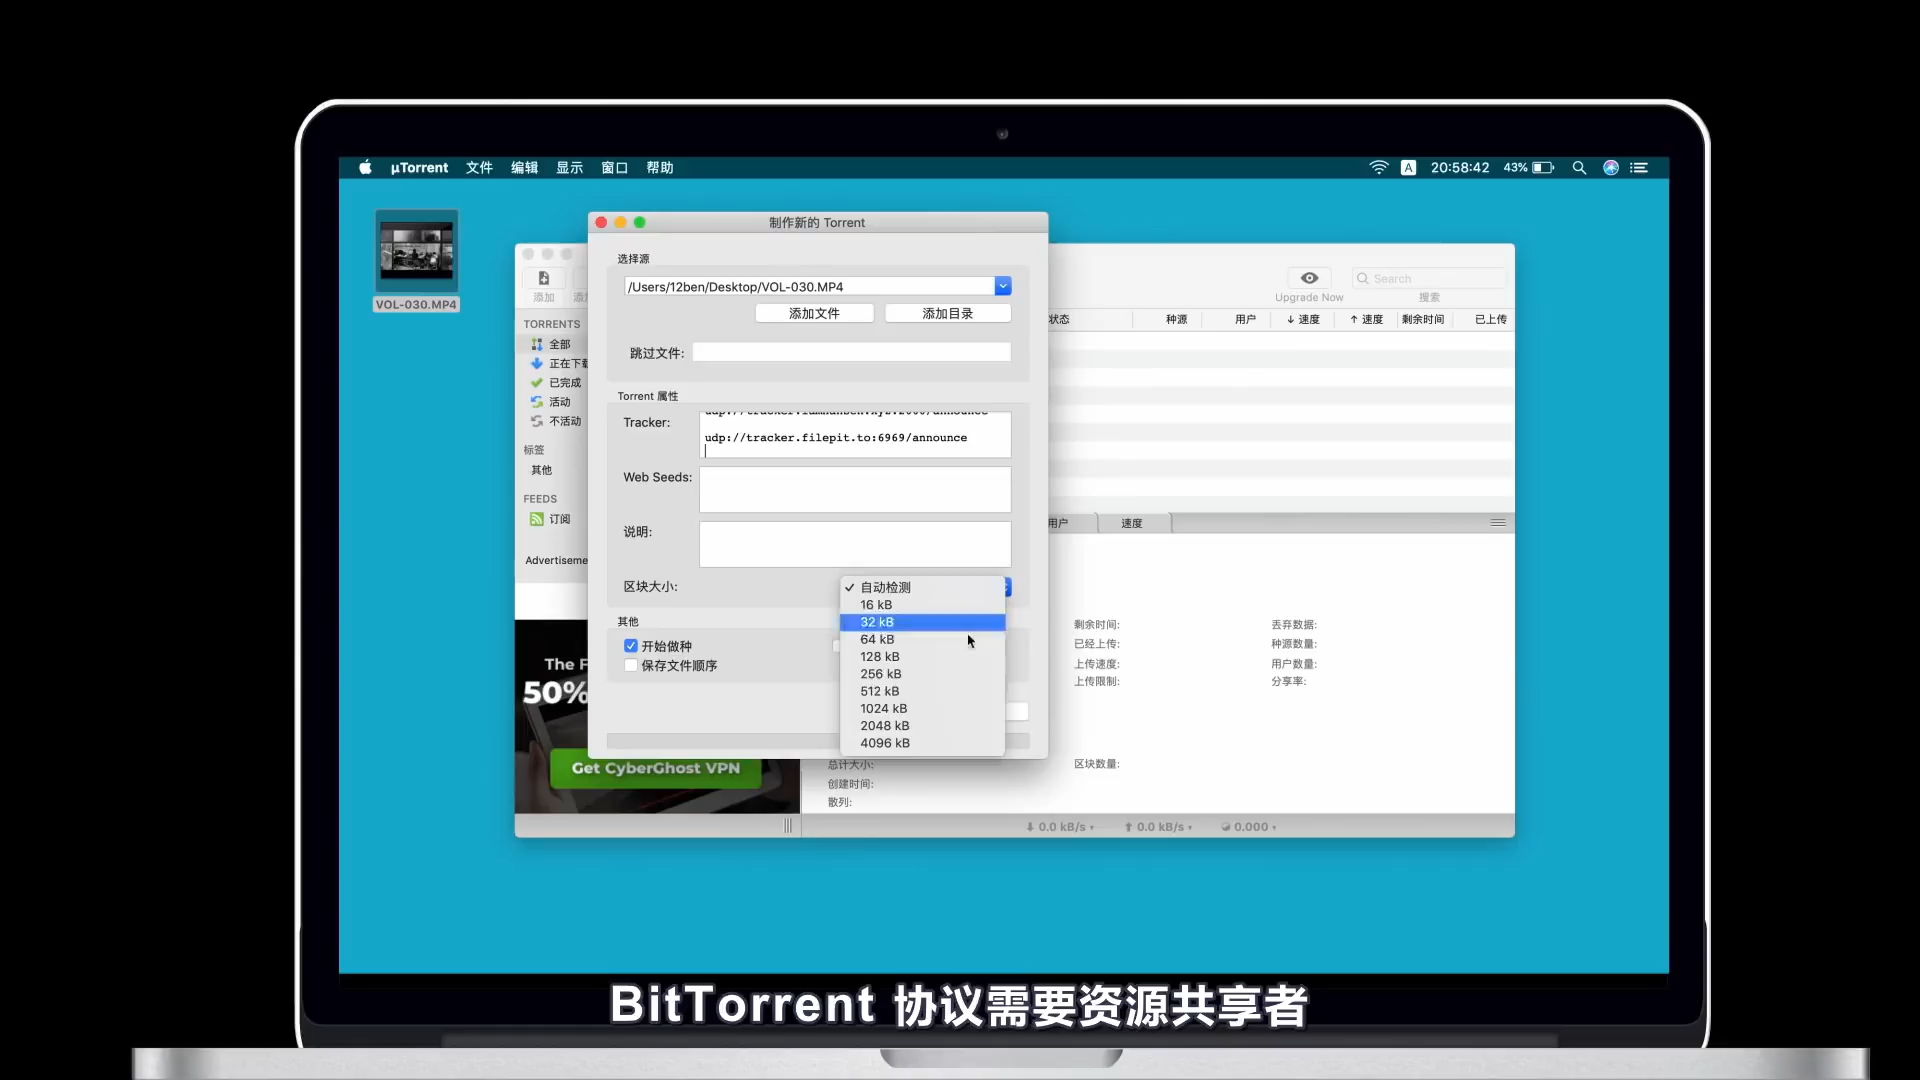 µTorrent 文件 编辑 显示 窗口 帮助
A 20:58:42 43%
VOL-030.MP4
制作新的 Torrent
选择源
/Users/12ben/Desktop/VOL-030.MP4
添加文件 添加目录
跳过文件:
Torrent 属性
Tracker:
udp://tracker.filepit.to:6969/announce
Web Seeds:
说明:
区块大小:
自动检测
16 kB
32 kB
64 kB
128 kB
256 kB
512 kB
1024 kB
2048 kB
4096 kB
其他
开始做种
保存文件顺序
添加
Upgrade Now
Search
搜索
TORRENTS
全部
正在下载
已完成
活动
不活动
标签
其他
FEEDS
订阅
Advertiseme
The F
50%
Get CyberGhost VPN
状态 种源 用户 ↓ 速度 ↑ 速度 剩余时间 已上传
用户 速度
剩余时间: 丢弃数据:
已经上传: 种源数量:
上传速度: 用户数量:
上传限制: 分享率:
总计大小: 区块数量:
创建时间:
散列:
0.0 kB/s 0.0 kB/s 0.000
BitTorrent 协议需要资源共享者